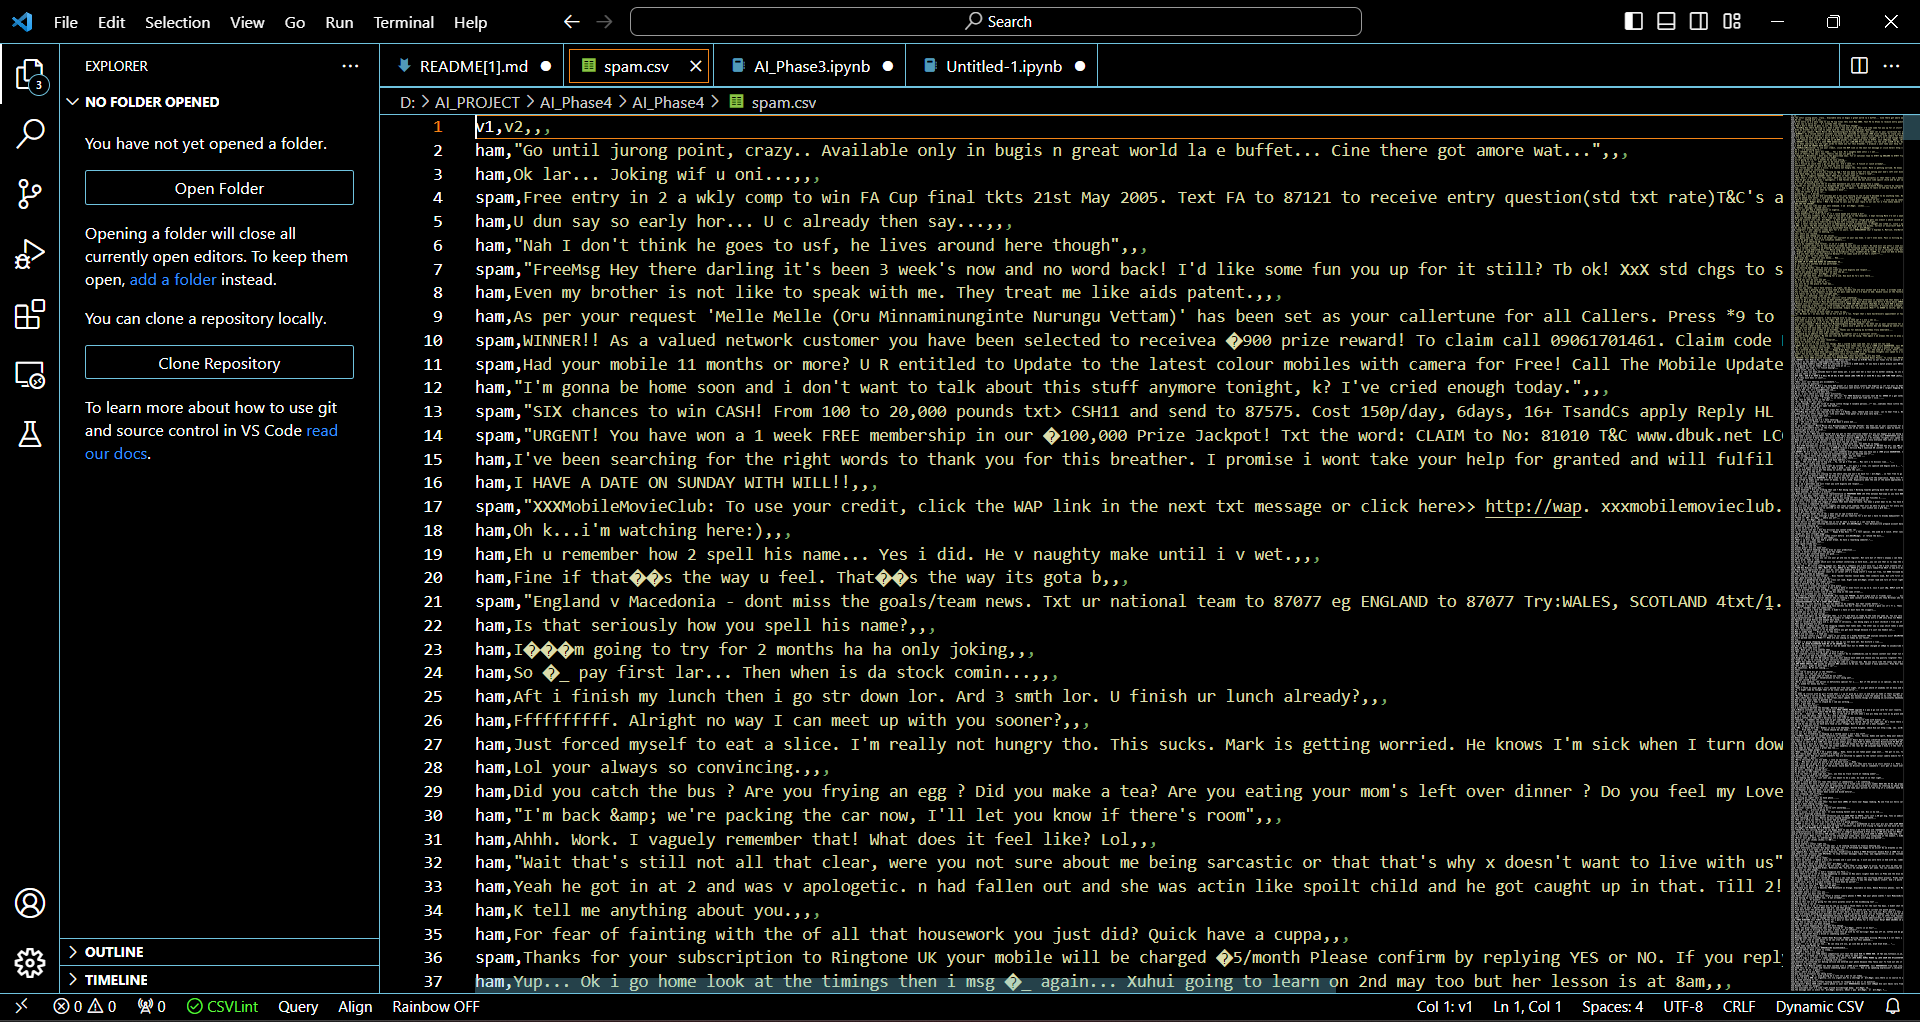 File Edit Selection View Go Run Terminal Help
Search
EXPLORER
3
NO FOLDER OPENED
You have not yet opened a folder.
Open Folder
Opening a folder will close all
currently open editors. To keep them
open, add a folder instead.
You can clone a repository locally.
Clone Repository
To learn more about how to use git
and source control in VS Code read
our docs.
OUTLINE
TIMELINE
README[1].md
spam.csv
AI_Phase3.ipynb
Untitled-1.ipynb
D: > AI_PROJECT > AI_Phase4 > AI_Phase4 > spam.csv
1 v1,v2,,,
2 ham,"Go until jurong point, crazy.. Available only in bugis n great world la e buffet... Cine there got amore wat...",,,
3 ham,Ok lar... Joking wif u oni...,,,
4 spam,Free entry in 2 a wkly comp to win FA Cup final tkts 21st May 2005. Text FA to 87121 to receive entry question(std txt rate)T&C's a
5 ham,U dun say so early hor... U c already then say...,,,
6 ham,"Nah I don't think he goes to usf, he lives around here though",,,
7 spam,"FreeMsg Hey there darling it's been 3 week's now and no word back! I'd like some fun you up for it still? Tb ok! XxX std chgs to s
8 ham,Even my brother is not like to speak with me. They treat me like aids patent.,,,
9 ham,As per your request 'Melle Melle (Oru Minnaminunginte Nurungu Vettam)' has been set as your callertune for all Callers. Press *9 to
10 spam,WINNER!! As a valued network customer you have been selected to receivea �900 prize reward! To claim call 09061701461. Claim code
11 spam,Had your mobile 11 months or more? U R entitled to Update to the latest colour mobiles with camera for Free! Call The Mobile Update
12 ham,"I'm gonna be home soon and i don't want to talk about this stuff anymore tonight, k? I've cried enough today.",,,
13 spam,"SIX chances to win CASH! From 100 to 20,000 pounds txt> CSH11 and send to 87575. Cost 150p/day, 6days, 16+ TsandCs apply Reply HL
14 spam,"URGENT! You have won a 1 week FREE membership in our �100,000 Prize Jackpot! Txt the word: CLAIM to No: 81010 T&C www.dbuk.net LC
15 ham,I've been searching for the right words to thank you for this breather. I promise i wont take your help for granted and will fulfil
16 ham,I HAVE A DATE ON SUNDAY WITH WILL!!,,,
17 spam,"XXXMobileMovieClub: To use your credit, click the WAP link in the next txt message or click here>> http://wap. xxxmobilemovieclub.
18 ham,Oh k...i'm watching here:),,,
19 ham,Eh u remember how 2 spell his name... Yes i did. He v naughty make until i v wet.,,,
20 ham,Fine if that��s the way u feel. That��s the way its gota b,,,
21 spam,"England v Macedonia - dont miss the goals/team news. Txt ur national team to 87077 eg ENGLAND to 87077 Try:WALES, SCOTLAND 4txt/1.
22 ham,Is that seriously how you spell his name?,,,
23 ham,I���m going to try for 2 months ha ha only joking,,,
24 ham,So �_ pay first lar... Then when is da stock comin...,,,
25 ham,Aft i finish my lunch then i go str down lor. Ard 3 smth lor. U finish ur lunch already?,,,
26 ham,Ffffffffff. Alright no way I can meet up with you sooner?,,,
27 ham,Just forced myself to eat a slice. I'm really not hungry tho. This sucks. Mark is getting worried. He knows I'm sick when I turn dow
28 ham,Lol your always so convincing.,,,
29 ham,Did you catch the bus ? Are you frying an egg ? Did you make a tea? Are you eating your mom's left over dinner ? Do you feel my Love
30 ham,"I'm back &amp; we're packing the car now, I'll let you know if there's room",,,
31 ham,Ahhh. Work. I vaguely remember that! What does it feel like? Lol,,,
32 ham,"Wait that's still not all that clear, were you not sure about me being sarcastic or that that's why x doesn't want to live with us"
33 ham,Yeah he got in at 2 and was v apologetic. n had fallen out and she was actin like spoilt child and he got caught up in that. Till 2!
34 ham,K tell me anything about you.,,,
35 ham,For fear of fainting with the of all that housework you just did? Quick have a cuppa,,,
36 spam,Thanks for your subscription to Ringtone UK your mobile will be charged �5/month Please confirm by replying YES or NO. If you repl
37 ham,Yup... Ok i go home look at the timings then i msg �_ again... Xuhui going to learn on 2nd may too but her lesson is at 8am,,,
0 0 0 CSVLint Query Align Rainbow OFF Col 1: v1 Ln 1, Col 1 Spaces: 4 UTF-8 CRLF Dynamic CSV